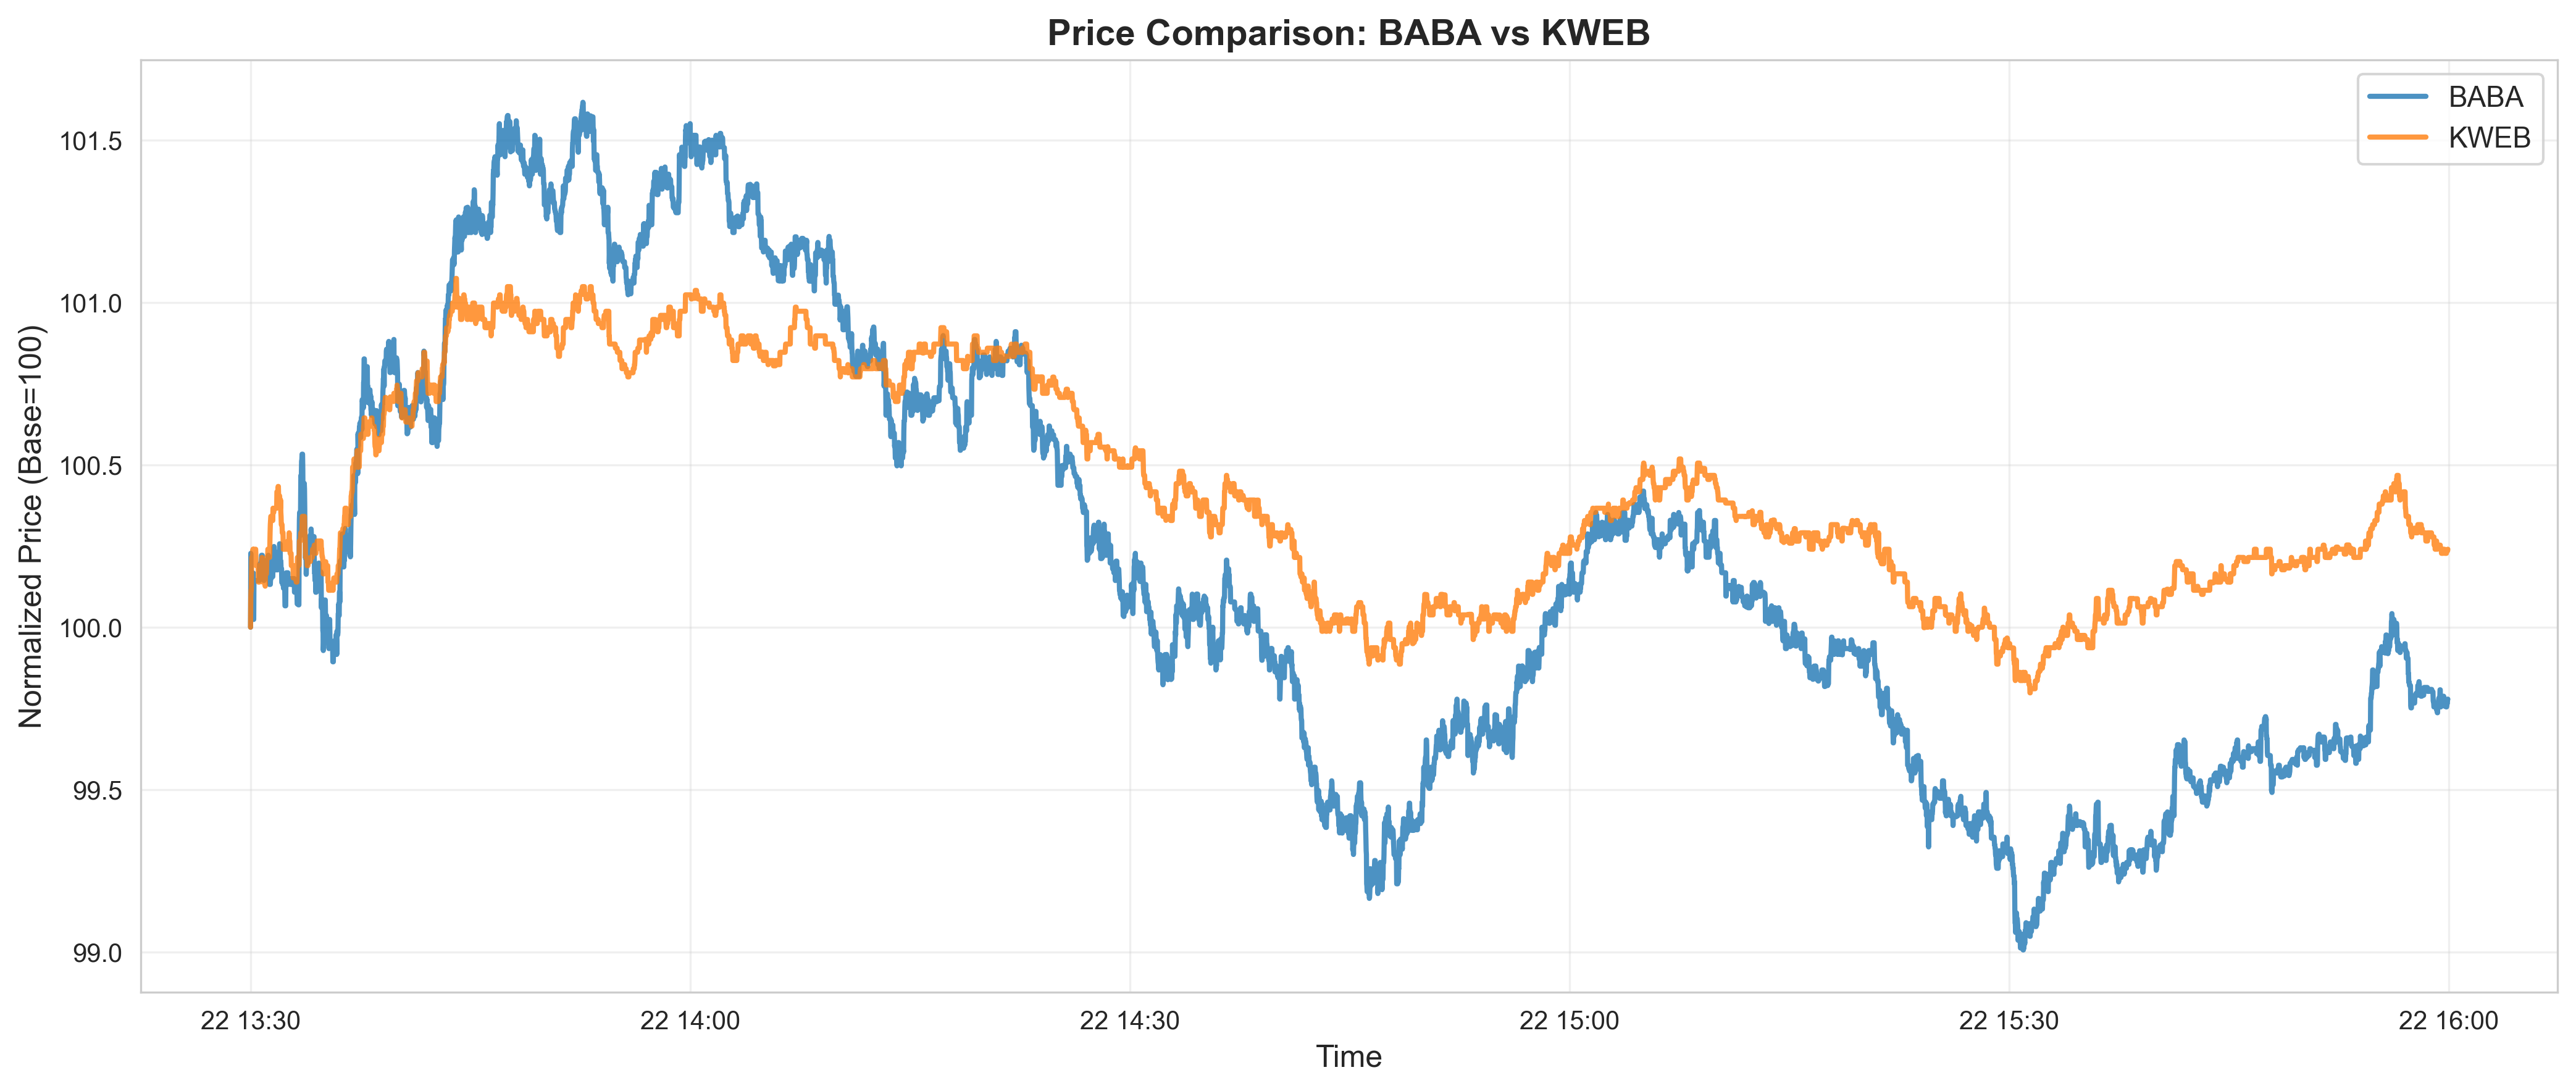 Price Comparison: BABA vs KWEB
BABA
KWEB
Normalized Price (Base=100)
101.5
101.0
100.5
100.0
99.5
99.0
22 13:30
22 14:00
22 14:30
22 15:00
22 15:30
22 16:00
Time